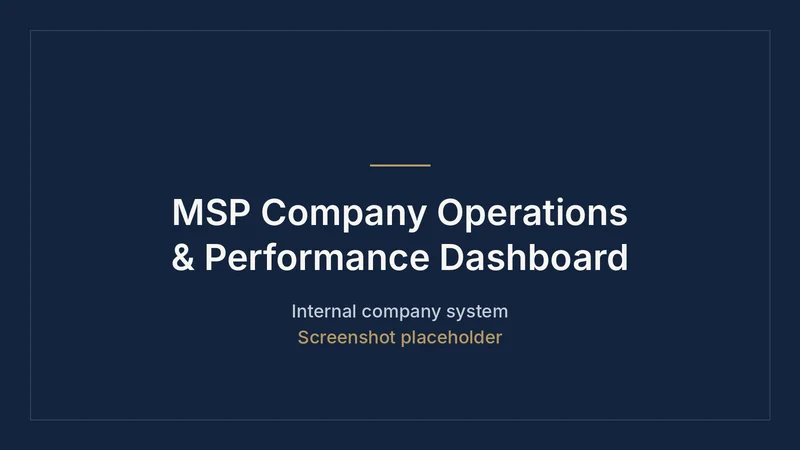 MSP Company Operations
& Performance Dashboard
Internal company system
Screenshot placeholder